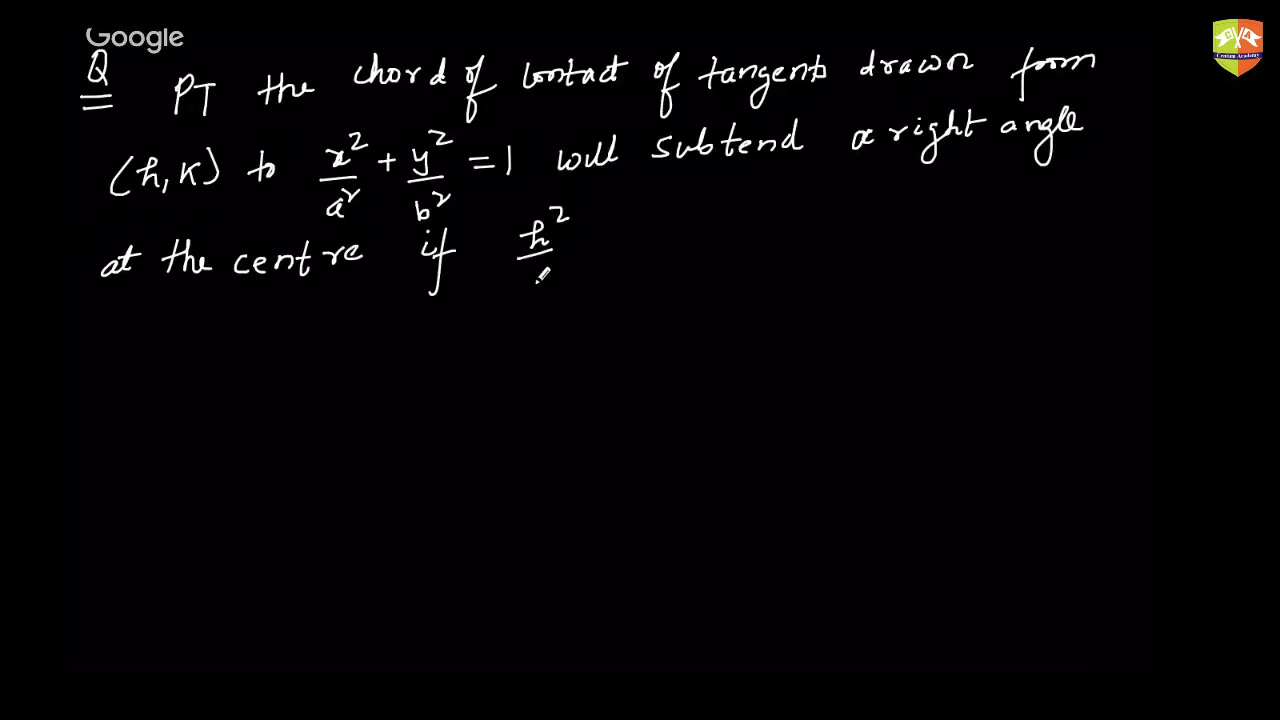 Google
Q PT the chord of contact of tangents drawn from
(h,k) to x²/a² + y²/b² = 1 will subtend a right angle
at the centre if h²